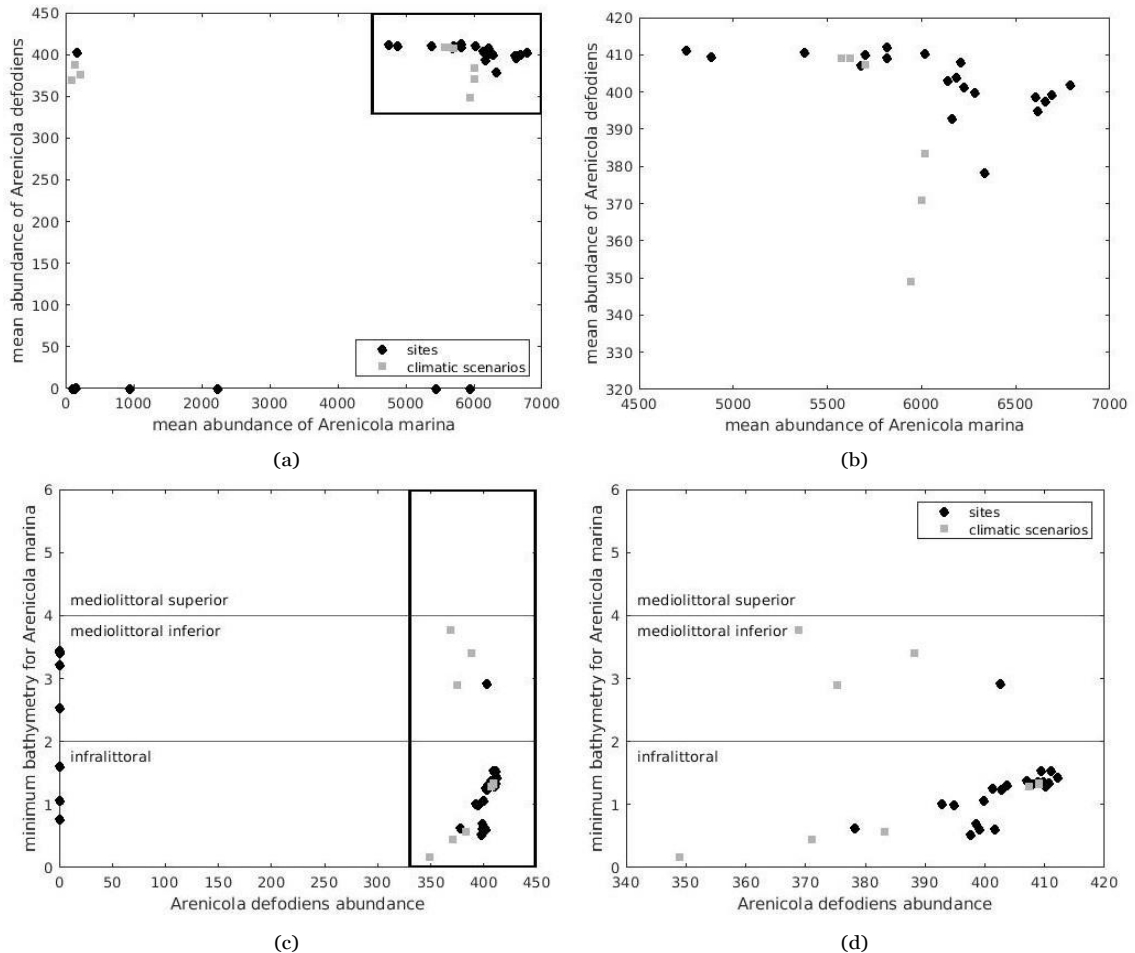 mean abundance of Arenicola defodiens
450
400
350
300
250
200
150
100
50
0
0 1000 2000 3000 4000 5000 6000 7000
mean abundance of Arenicola marina
sites
climatic scenarios
(a)
mean abundance of Arenicola defodiens
420
410
400
390
380
370
360
350
340
330
320
4500 5000 5500 6000 6500 7000
mean abundance of Arenicola marina
(b)
minimum bathymetry for Arenicola marina
6
5
4
3
2
1
0
mediolittoral superior
mediolittoral inferior
infralittoral
0 50 100 150 200 250 300 350 400 450
Arenicola defodiens abundance
(c)
minimum bathymetry for Arenicola marina
6
5
4
3
2
1
0
sites
climatic scenarios
mediolittoral superior
mediolittoral inferior
infralittoral
340 350 360 370 380 390 400 410 420
Arenicola defodiens abundance
(d)